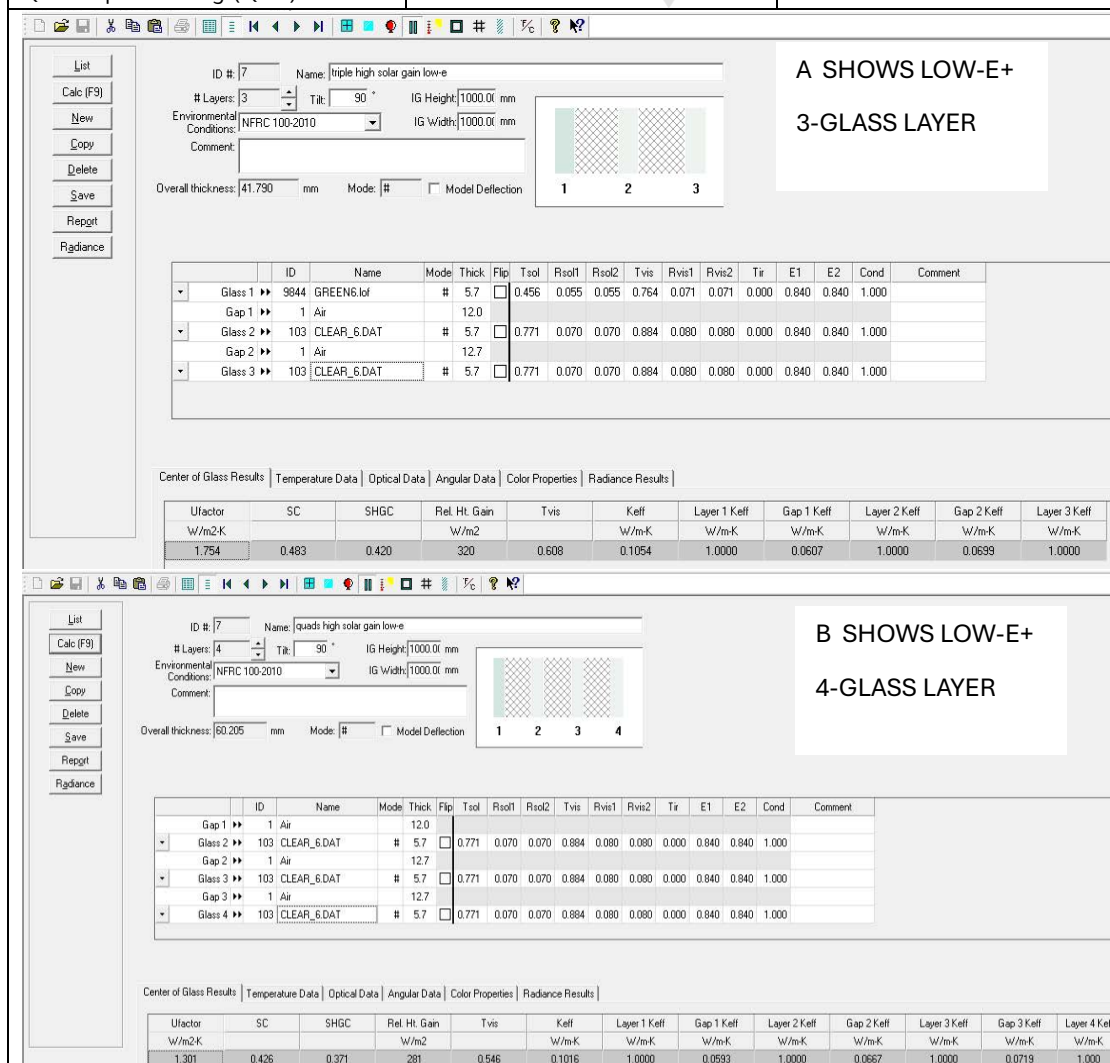 List
Calc (F9)
New
Copy
Delete
Save
Report
Radiance
ID #: 7 Name: triple high solar gain low-e
# Layers: 3 Tilt: 90 ° IG Height: 1000.00 mm
Environmental Conditions: NFRC 100-2010 IG Width: 1000.00 mm
Comment:
Overall thickness: 41.790 mm Mode: # Model Deflection
1 2 3
A SHOWS LOW-E+
3-GLASS LAYER
ID Name Mode Thick Flip Tsol Rsol1 Rsol2 Tvis Rvis1 Rvis2 Tir E1 E2 Cond Comment
Glass 1 9844 GREEN6.lof # 5.7 0.456 0.055 0.055 0.764 0.071 0.071 0.000 0.840 0.840 1.000
Gap 1 1 Air 12.0
Glass 2 103 CLEAR_6.DAT # 5.7 0.771 0.070 0.070 0.884 0.080 0.080 0.000 0.840 0.840 1.000
Gap 2 1 Air 12.7
Glass 3 103 CLEAR_6.DAT # 5.7 0.771 0.070 0.070 0.884 0.080 0.080 0.000 0.840 0.840 1.000
Center of Glass Results Temperature Data Optical Data Angular Data Color Properties Radiance Results
Ufactor SC SHGC Rel. Ht. Gain Tvis Keff Layer 1 Keff Gap 1 Keff Layer 2 Keff Gap 2 Keff Layer 3 Keff
W/m2-K W/m2 W/m-K W/m-K W/m-K W/m-K W/m-K W/m-K
1.754 0.483 0.420 320 0.608 0.1054 1.0000 0.0607 1.0000 0.0699 1.0000
List
Calc (F9)
New
Copy
Delete
Save
Report
Radiance
ID #: 7 Name: quads high solar gain low-e
# Layers: 4 Tilt: 90 ° IG Height: 1000.00 mm
Environmental Conditions: NFRC 100-2010 IG Width: 1000.00 mm
Comment:
Overall thickness: 60.205 mm Mode: # Model Deflection
1 2 3 4
B SHOWS LOW-E+
4-GLASS LAYER
ID Name Mode Thick Flip Tsol Rsol1 Rsol2 Tvis Rvis1 Rvis2 Tir E1 E2 Cond Comment
Gap 1 1 Air 12.0
Glass 2 103 CLEAR_6.DAT # 5.7 0.771 0.070 0.070 0.884 0.080 0.080 0.000 0.840 0.840 1.000
Gap 2 1 Air 12.7
Glass 3 103 CLEAR_6.DAT # 5.7 0.771 0.070 0.070 0.884 0.080 0.080 0.000 0.840 0.840 1.000
Gap 3 1 Air 12.7
Glass 4 103 CLEAR_6.DAT # 5.7 0.771 0.070 0.070 0.884 0.080 0.080 0.000 0.840 0.840 1.000
Center of Glass Results Temperature Data Optical Data Angular Data Color Properties Radiance Results
Ufactor SC SHGC Rel. Ht. Gain Tvis Keff Layer 1 Keff Gap 1 Keff Layer 2 Keff Gap 2 Keff Layer 3 Keff Gap 3 Keff Layer 4 Kef
W/m2-K W/m2 W/m-K W/m-K W/m-K W/m-K W/m-K W/m-K W/m-K W/m-K
1.301 0.426 0.371 281 0.546 0.1016 1.0000 0.0593 1.0000 0.0667 1.0000 0.0719 1.000